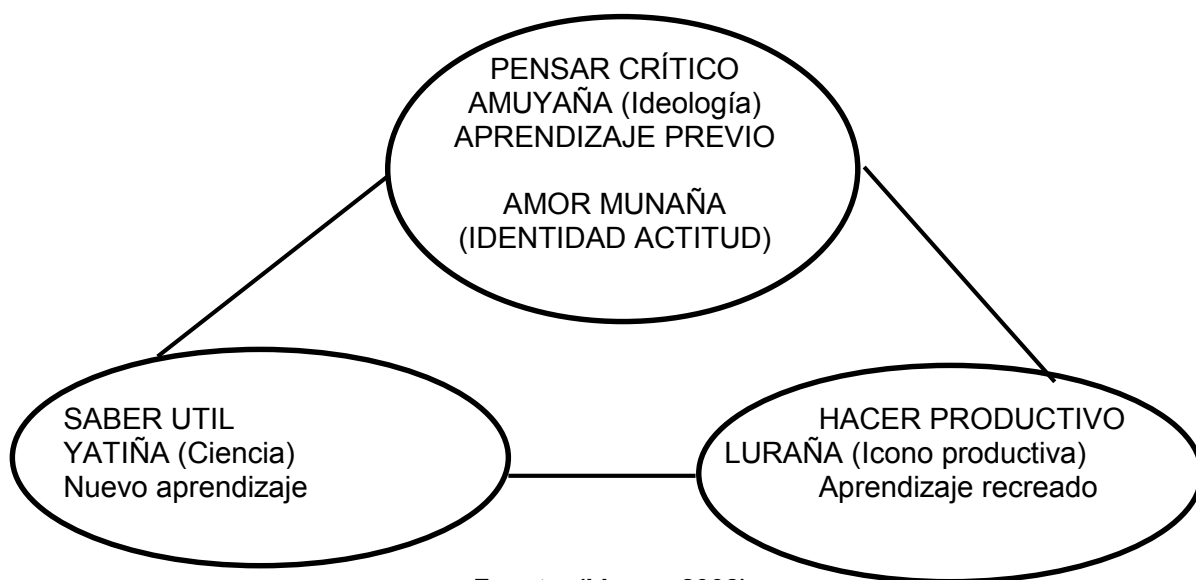 PENSAR CRÍTICO
AMUYAÑA (Ideología)
APRENDIZAJE PREVIO
AMOR MUNAÑA
(IDENTIDAD ACTITUD)
SABER UTIL
YATIÑA (Ciencia)
Nuevo aprendizaje
HACER PRODUCTIVO
LURAÑA (Icono productiva)
Aprendizaje recreado